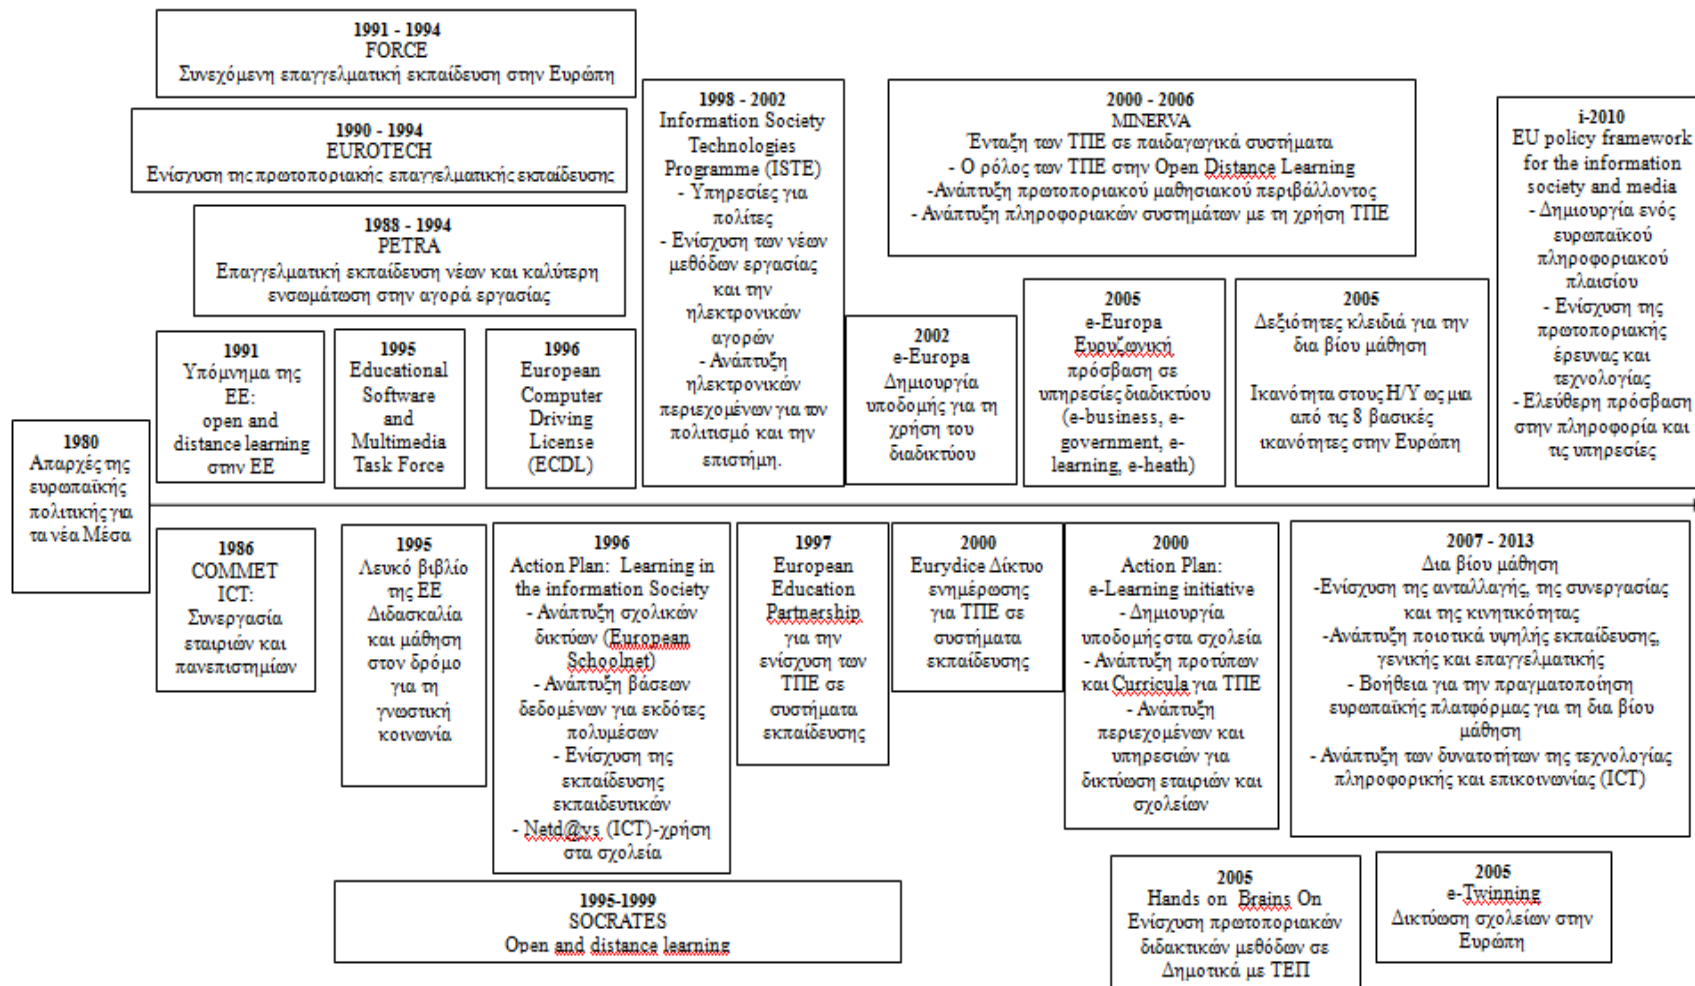 1991 - 1994
FORCE
Συνεχόμενη επαγγελματική εκπαίδευση στην Ευρώπη
1990 - 1994
EUROTECH
Ενίσχυση της πρωτοποριακής επαγγελματικής εκπαίδευσης
1988 - 1994
PETRA
Επαγγελματική εκπαίδευση νέων και καλύτερη
ενσωμάτωση στην αγορά εργασίας
1980
Απαρχές της
ευρωπαϊκής
πολιτικής για
τα νέα Μέσα
1991
Υπόμνημα της
ΕΕ:
open and
distance learning
στην ΕΕ
1995
Educational
Software
and
Multimedia
Task Force
1996
European
Computer
Driving
License
(ECDL)
1998 - 2002
Information Society
Technologies
Programme (ISTE)
- Υπηρεσίες για
πολίτες
- Ενίσχυση των νέων
μεθόδων εργασίας
και την
ηλεκτρονικών
αγορών
- Ανάπτυξη
ηλεκτρονικών
περιεχομένων για τον
πολιτισμό και την
επιστήμη.
2002
e-Europa
Δημιουργία
υποδομής για τη
χρήση του
διαδικτύου
2000 - 2006
MINERVA
Ένταξη των ΤΠΕ σε παιδαγωγικά συστήματα
- Ο ρόλος των ΤΠΕ στην Open Distance Learning
-Ανάπτυξη πρωτοποριακού μαθησιακού περιβάλλοντος
- Ανάπτυξη πληροφοριακών συστημάτων με τη χρήση ΤΠΕ
2005
e-Europa
Ευρυζωνική
πρόσβαση σε
υπηρεσίες διαδικτύου
(e-business, e-
government, e-
learning, e-heath)
2005
Δεξιότητες κλειδιά για την
δια βίου μάθηση
Ικανότητα στους Η/Υ ως μια
από τις 8 βασικές
ικανότητες στην Ευρώπη
i-2010
EU policy framework
for the information
society and media
- Δημιουργία ενός
ευρωπαϊκού
πληροφοριακού
πλαισίου
- Ενίσχυση της
πρωτοποριακής
έρευνας και
τεχνολογίας
- Ελεύθερη πρόσβαση
στην πληροφορία και
τις υπηρεσίες
1986
COMMET
ICT:
Συνεργασία
εταιριών και
πανεπιστημίων
1995
Λευκό βιβλίο
της ΕΕ
Διδασκαλία
και μάθηση
στον δρόμο
για τη
γνωστική
κοινωνία
1996
Action Plan: Learning in
the information Society
- Ανάπτυξη σχολικών
δικτύων (European
Schoolnet)
- Ανάπτυξη βάσεων
δεδομένων για εκδότες
πολυμέσων
- Ενίσχυση της
εκπαίδευσης
εκπαιδευτικών
- Netd@ys (ICT)-χρήση
στα σχολεία
1997
European
Education
Partnership
για την
ενίσχυση των
ΤΠΕ σε
συστήματα
εκπαίδευσης
2000
Eurydice Δίκτυο
ενημέρωσης
για ΤΠΕ σε
συστήματα
εκπαίδευσης
2000
Action Plan:
e-Learning initiative
- Δημιουργία
υποδομής στα σχολεία
- Ανάπτυξη προτύπων
και Curricula για ΤΠΕ
- Ανάπτυξη
περιεχομένων και
υπηρεσιών για
δικτύωση εταιριών και
σχολείων
2007 - 2013
Δια βίου μάθηση
-Ενίσχυση της ανταλλαγής, της συνεργασίας
και της κινητικότητας
-Ανάπτυξη ποιοτικά υψηλής εκπαίδευσης,
γενικής και επαγγελματικής
- Βοήθεια για την πραγματοποίηση
ευρωπαϊκής πλατφόρμας για τη δια βίου
μάθηση
- Ανάπτυξη των δυνατοτήτων της τεχνολογίας
πληροφορικής και επικοινωνίας (ICT)
1995-1999
SOCRATES
Open and distance learning
2005
Hands on Brains On
Ενίσχυση πρωτοποριακών
διδακτικών μεθόδων σε
Δημοτικά με ΤΕΠ
2005
e-Twinning
Δικτύωση σχολείων στην
Ευρώπη